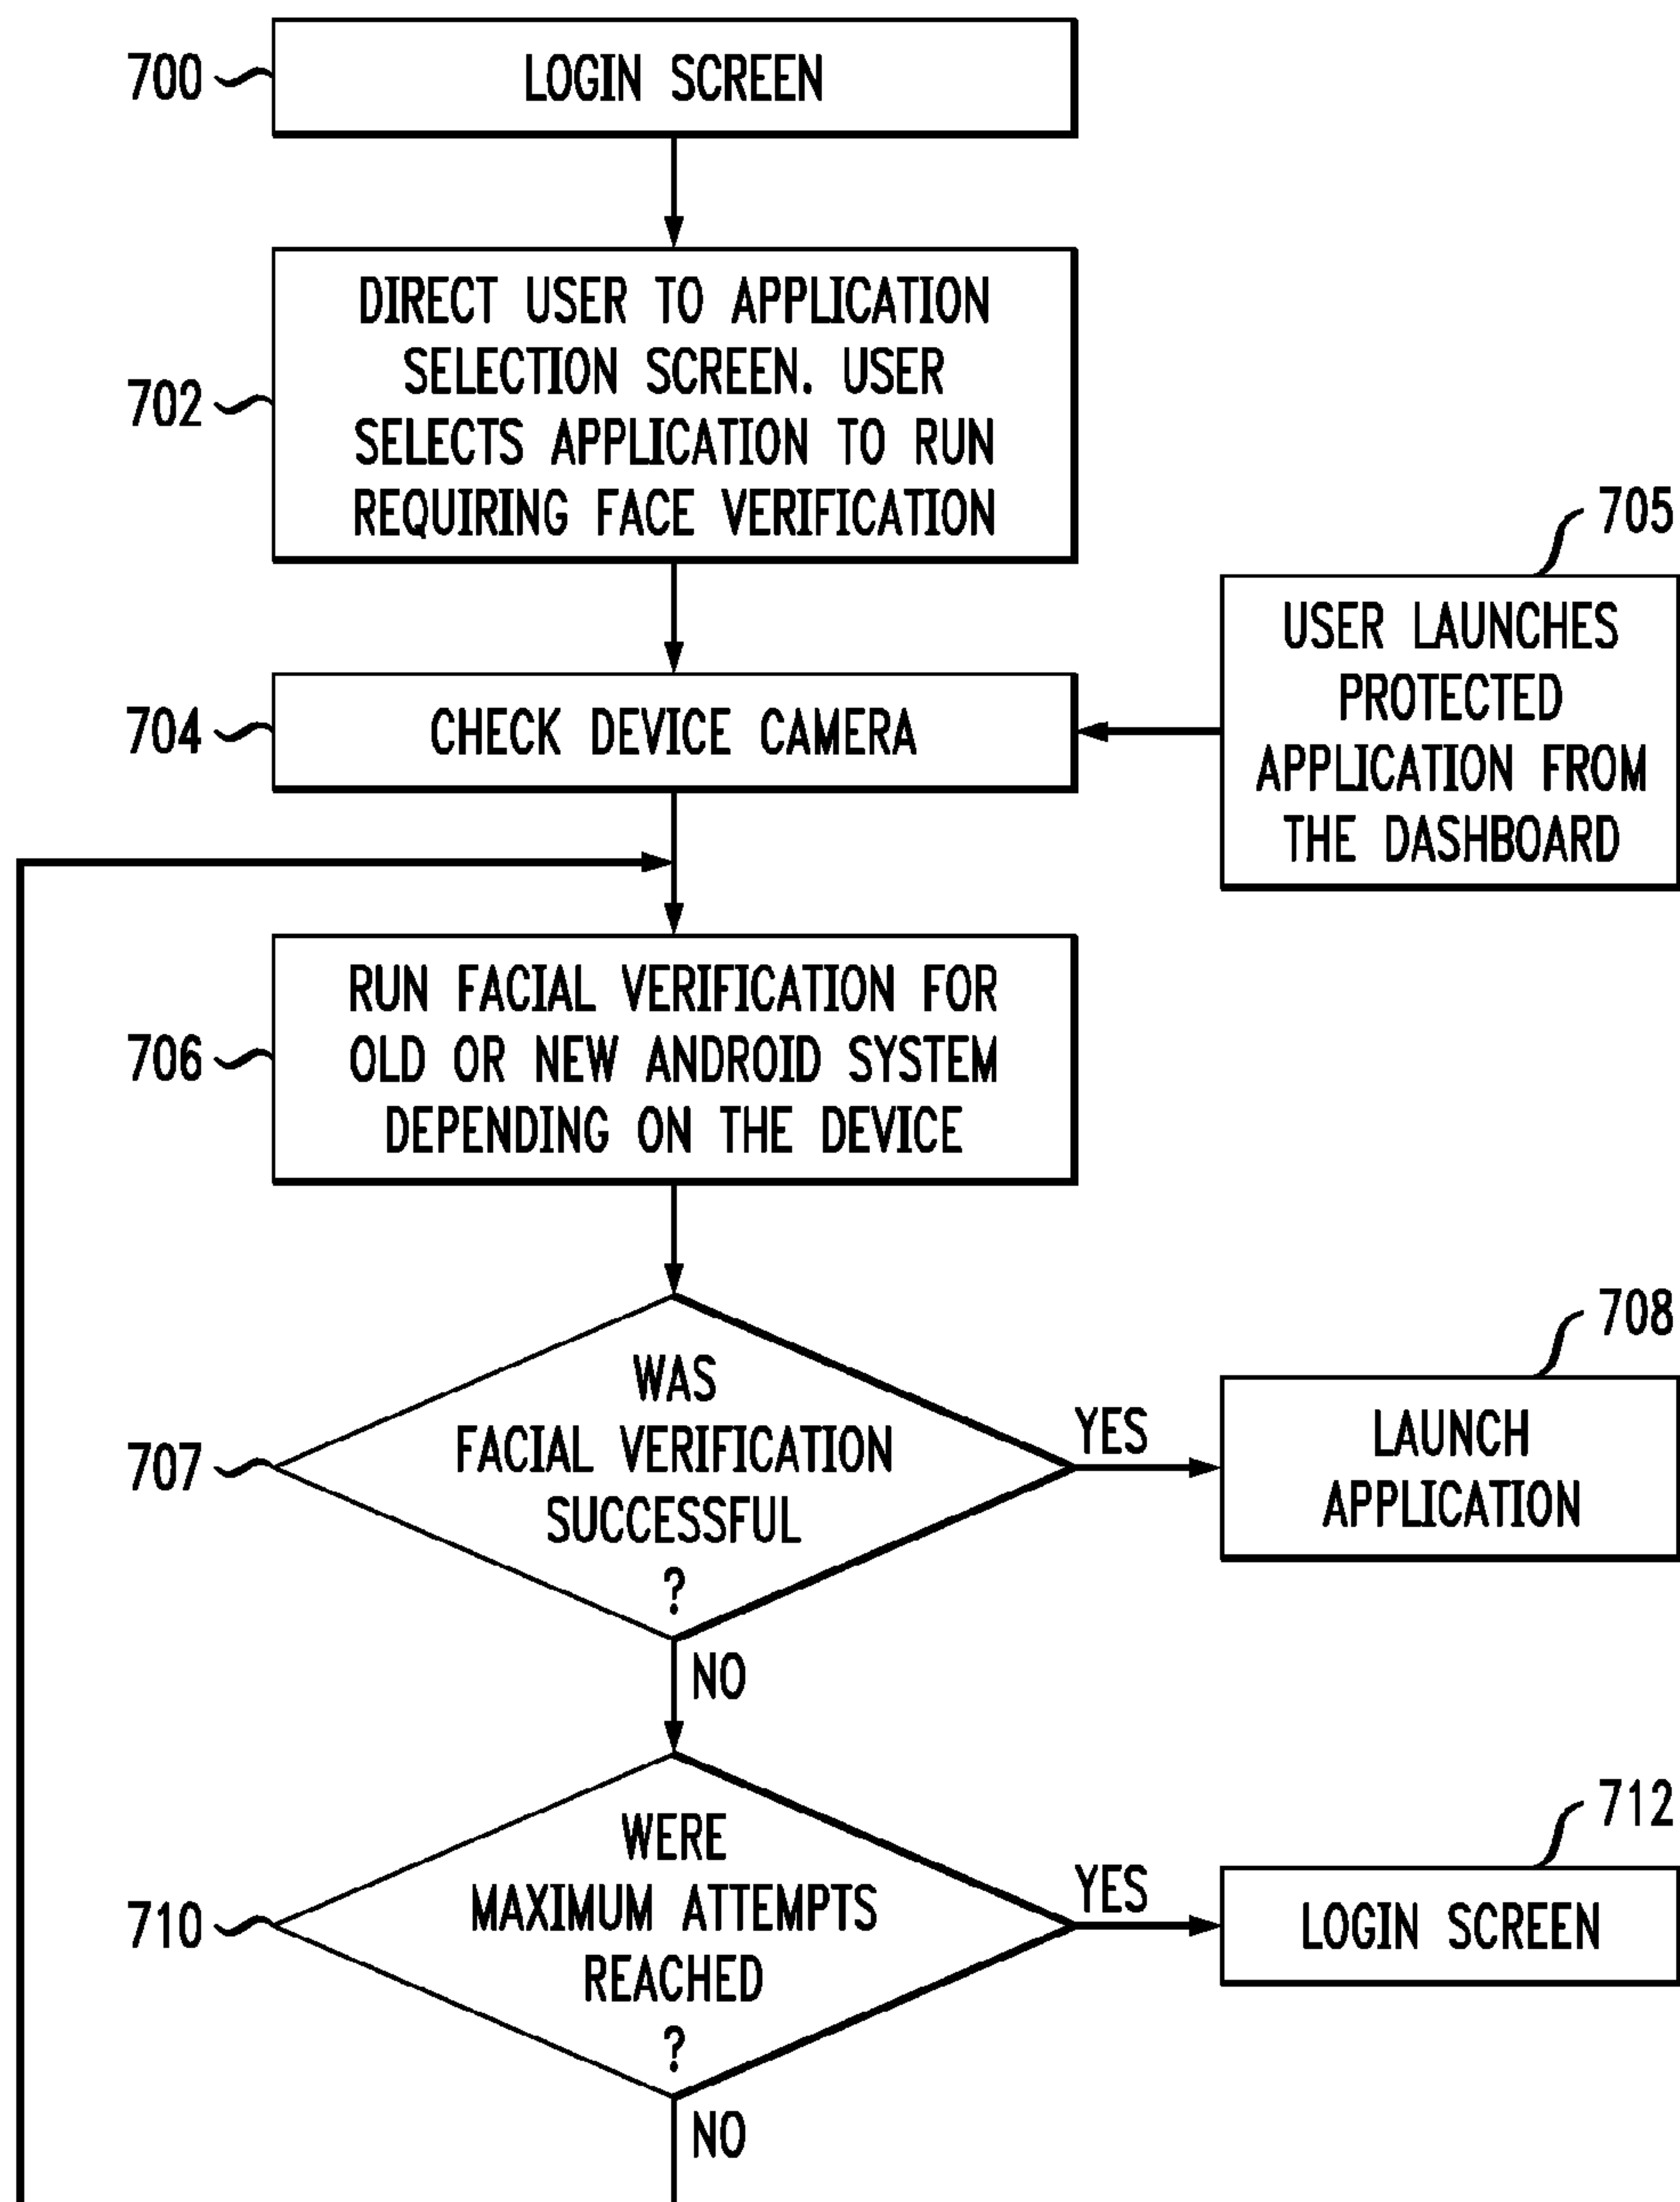 700
LOGIN SCREEN
702
DIRECT USER TO APPLICATION
SELECTION SCREEN. USER
SELECTS APPLICATION TO RUN
REQUIRING FACE VERIFICATION
704
CHECK DEVICE CAMERA
705
USER LAUNCHES
PROTECTED
APPLICATION FROM
THE DASHBOARD
706
RUN FACIAL VERIFICATION FOR
OLD OR NEW ANDROID SYSTEM
DEPENDING ON THE DEVICE
707
WAS
FACIAL VERIFICATION
SUCCESSFUL
?
YES
708
LAUNCH
APPLICATION
NO
710
WERE
MAXIMUM ATTEMPTS
REACHED
?
YES
712
LOGIN SCREEN
NO